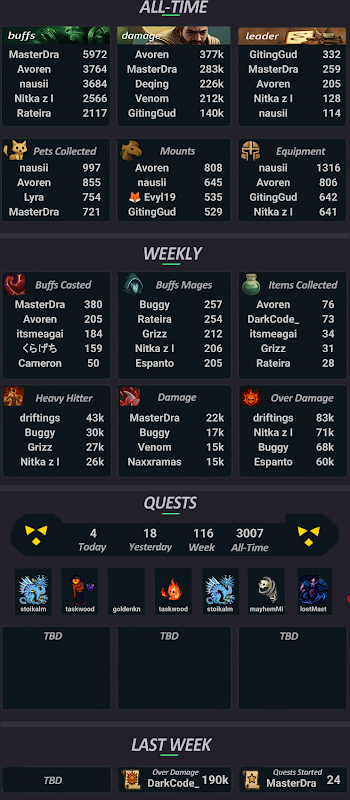 ALL-TIME
buffs
MasterDra 5972
Avoren 3764
nausii 3684
Nitka z l 2566
Rateira 2117
damage
Avoren 377k
MasterDra 283k
Deqing 226k
Venom 212k
GitingGud 140k
leader
GitingGud 332
MasterDra 259
Avoren 205
Nitka z l 128
nausii 114
Pets Collected
nausii 997
Avoren 855
Lyra 754
MasterDra 721
Mounts
Avoren 808
nausii 645
🦊 Evyl19 535
GitingGud 529
Equipment
nausii 1316
Avoren 806
GitingGud 642
Nitka z l 641
WEEKLY
Buffs Casted
MasterDra 380
Avoren 205
itsmeagai 184
くらげち 159
Cameron 50
Buffs Mages
Buggy 257
Rateira 254
Grizz 212
Nitka z l 206
Espanto 205
Items Collected
Avoren 76
DarkCode_ 73
itsmeagai 34
Grizz 31
Rateira 28
Heavy Hitter
driftings 43k
Buggy 30k
Grizz 27k
Nitka z l 26k
Damage
MasterDra 22k
Buggy 17k
Venom 15k
Naxxramas 15k
Over Damage
driftings 83k
Nitka z l 71k
Buggy 68k
Espanto 60k
QUESTS
4 18 116 3007
Today Yesterday Week All-Time
stoikalm taskwood goldenkn taskwood stoikalm mayhemMi lostMast
TBD TBD TBD
LAST WEEK
TBD
Over Damage
DarkCode_ 190k
Quests Started
MasterDra 24